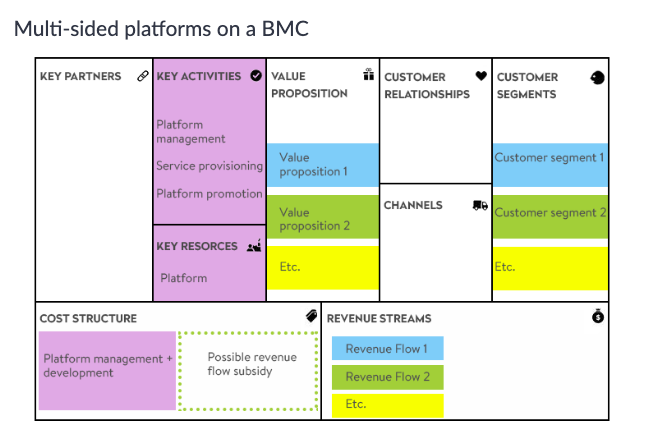 Multi-sided platforms on a BMC
KEY PARTNERS
KEY ACTIVITIES
Platform
management
Service provisioning
Platform promotion
KEY RESORCES
Platform
VALUE
PROPOSITION
Value
proposition 1
Value
proposition 2
Etc.
CUSTOMER
RELATIONSHIPS
CHANNELS
CUSTOMER
SEGMENTS
Customer segment 1
Customer segment 2
Etc.
COST STRUCTURE
Platform management +
development
Possible revenue
flow subsidy
REVENUE STREAMS
$
Revenue Flow 1
Revenue Flow 2
Etc.